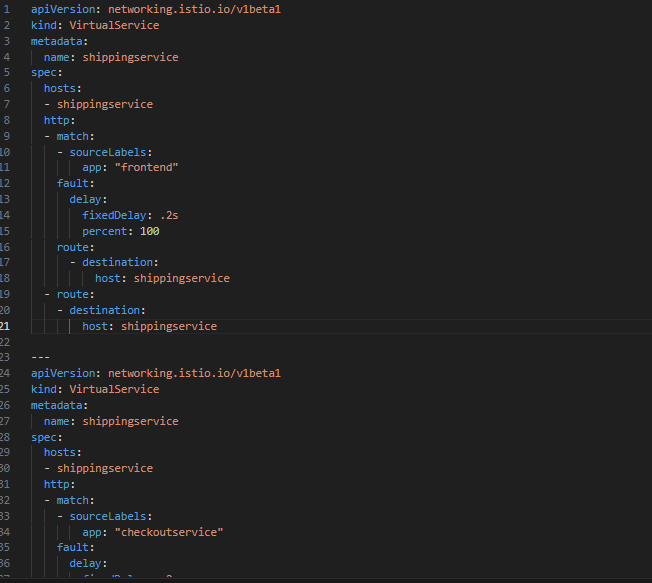 1 apiVersion: networking.istio.io/v1beta1
2 kind: VirtualService
3 metadata:
4 name: shippingservice
5 spec:
6 hosts:
7 - shippingservice
8 http:
9 - match:
10 - sourceLabels:
11 app: "frontend"
12 fault:
13 delay:
14 fixedDelay: .2s
15 percent: 100
16 route:
17 - destination:
18 host: shippingservice
19 - route:
20 - destination:
21 host: shippingservice
22
23 ---
24 apiVersion: networking.istio.io/v1beta1
25 kind: VirtualService
26 metadata:
27 name: shippingservice
28 spec:
29 hosts:
30 - shippingservice
31 http:
32 - match:
33 - sourceLabels:
34 app: "checkoutservice"
35 fault:
36 delay: